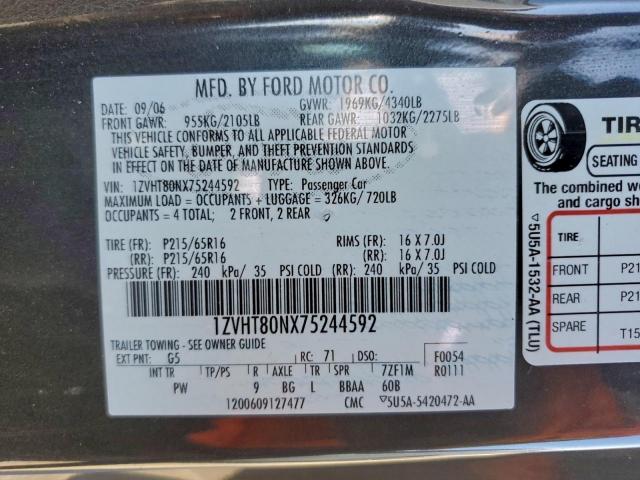 MFD. BY FORD MOTOR CO.
DATE: 09/06 GVWR: 1969KG/4340LB
FRONT GAWR: 955KG/2105LB REAR GAWR: 1032KG/2275LB
THIS VEHICLE CONFORMS TO ALL APPLICABLE FEDERAL MOTOR
VEHICLE SAFETY, BUMPER, AND THEFT PREVENTION STANDARDS
IN EFFECT ON THE DATE OF MANUFACTURE SHOWN ABOVE.
VIN: 1ZVHT80NX75244592 TYPE: Passenger Car
MAXIMUM LOAD = OCCUPANTS + LUGGAGE = 326KG/ 720LB
OCCUPANTS = 4 TOTAL; 2 FRONT, 2 REAR
TIRE (FR): P215/65R16 RIMS (FR): 16 X 7.0J
(RR): P215/65R16 (RR): 16 X 7.0J
PRESSURE (FR): 240 kPa/ 35 PSI COLD (RR): 240 kPa/ 35 PSI COLD
1ZVHT80NX75244592
TRAILER TOWING - SEE OWNER GUIDE
EXT PNT: G5 RC: 71 DSO: F0054
INT TR TP/PS R AXLE TR SPR 7ZF1M R0111
PW 9 BG L BBAA 60B
1200609127477 CMC ▽5U5A-5420472-AA
▽5U5A-1532-AA (TLU)
TIR
SEATING
The combined w
and cargo sho
TIRE
FRONT P21
REAR P21
SPARE T15